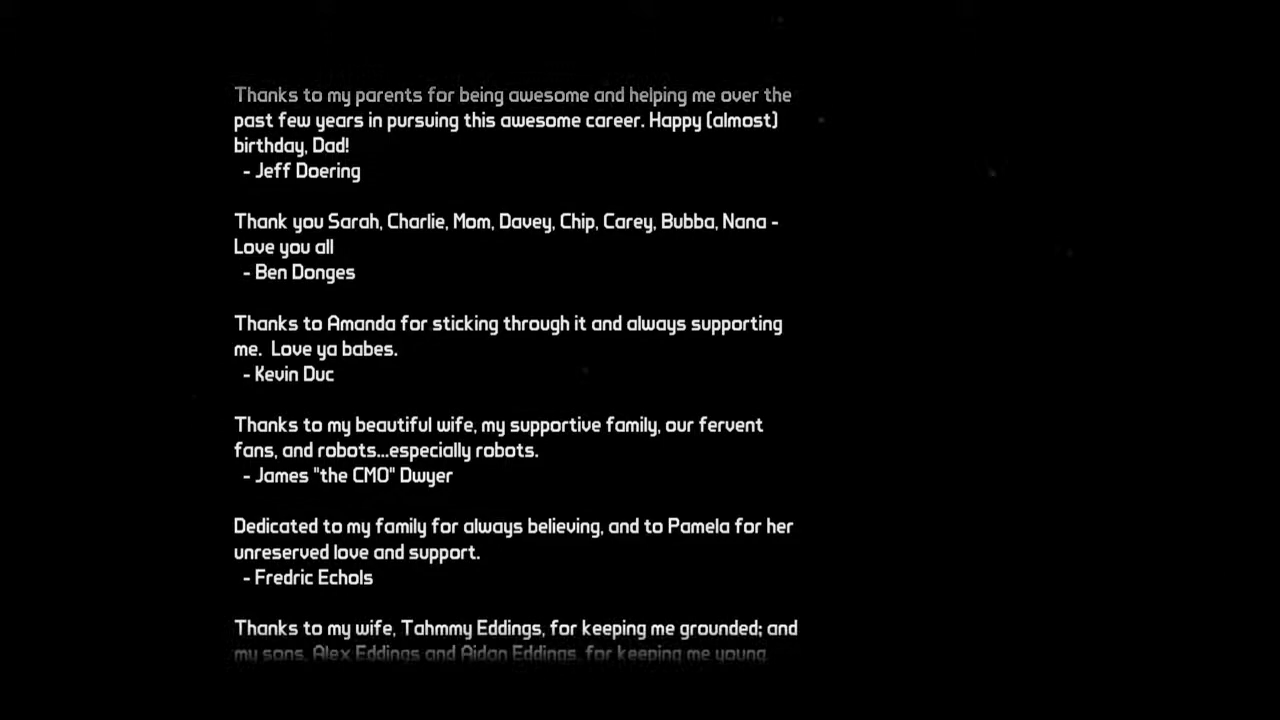 Thanks to my parents for being awesome and helping me over the
past few years in pursuing this awesome career. Happy (almost)
birthday, Dad!
- Jeff Doering
Thank you Sarah, Charlie, Mom, Davey, Chip, Carey, Bubba, Nana -
Love you all
- Ben Donges
Thanks to Amanda for sticking through it and always supporting
me.  Love ya babes.
- Kevin Duc
Thanks to my beautiful wife, my supportive family, our fervent
fans, and robots...especially robots.
- James "the CMO" Dwyer
Dedicated to my family for always believing, and to Pamela for her
unreserved love and support.
- Fredric Echols
Thanks to my wife, Tahmmy Eddings, for keeping me grounded; and
my sons, Alex Eddings and Aidan Eddings, for keeping me young.